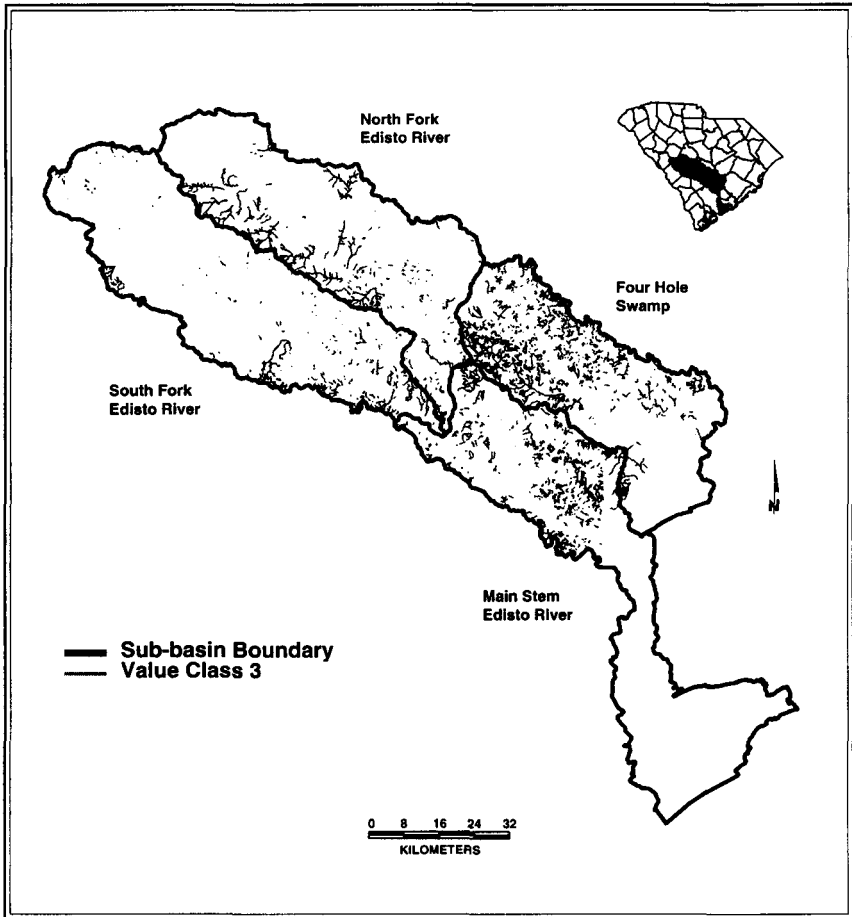 North Fork
Edisto River
Four Hole
Swamp
South Fork
Edisto River
N
Main Stem
Edisto River
Sub-basin Boundary
Value Class 3
0 8 16 24 32
KILOMETERS